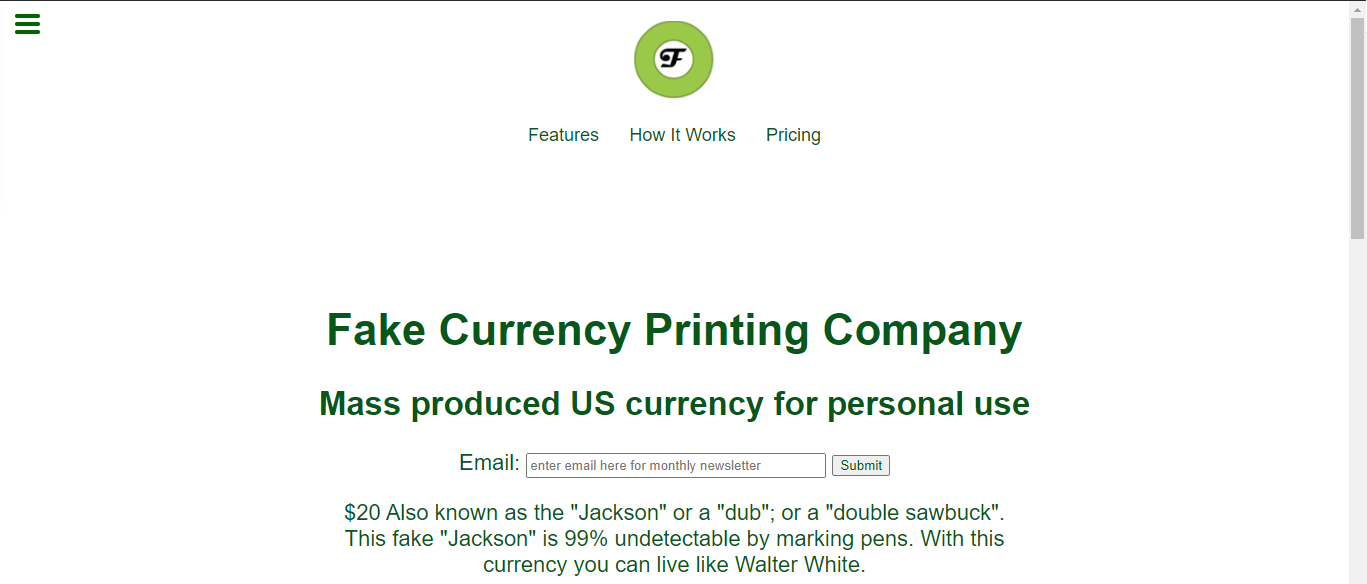 F
Features How It Works Pricing
Fake Currency Printing Company
Mass produced US currency for personal use
Email: enter email here for monthly newsletter Submit
$20 Also known as the "Jackson" or a "dub"; or a "double sawbuck".
This fake "Jackson" is 99% undetectable by marking pens. With this
currency you can live like Walter White.